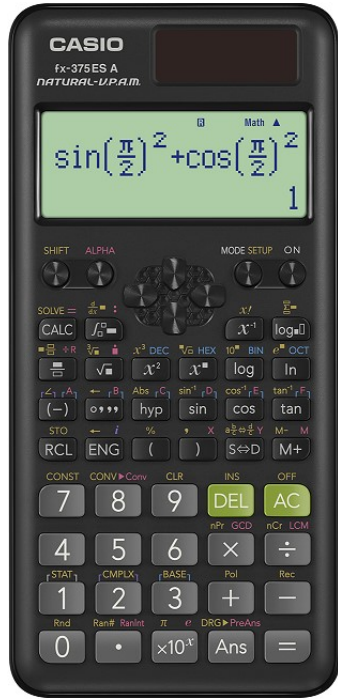 CASIO
fx-375ES A
NATURAL-V.P.A.M.
R Math ▲
sin(π/2)²+cos(π/2)²
1
SHIFT ALPHA MODE SETUP ON
SOLVE = d/dx :  x! Σ
CALC ∫ x⁻¹ log
÷R ³√ x³ DEC ˣ√ HEX 10 BIN e OCT
√ x² x log ln
∠ A ← B Abs C sin⁻¹ D cos⁻¹ E tan⁻¹ F
(−) °’’’ hyp sin cos tan
STO ← i % , X a b/c⇔d/c Y M− M
RCL ENG ( ) S⇔D M+
CONST CONV▶Conv CLR INS OFF
7 8 9 DEL AC
nPr GCD nCr LCM
4 5 6 × ÷
STAT CMPLX BASE Pol Rec
1 2 3 + −
Rnd Ran# RanInt π e DRG▶PreAns
0 • ×10ˣ Ans =